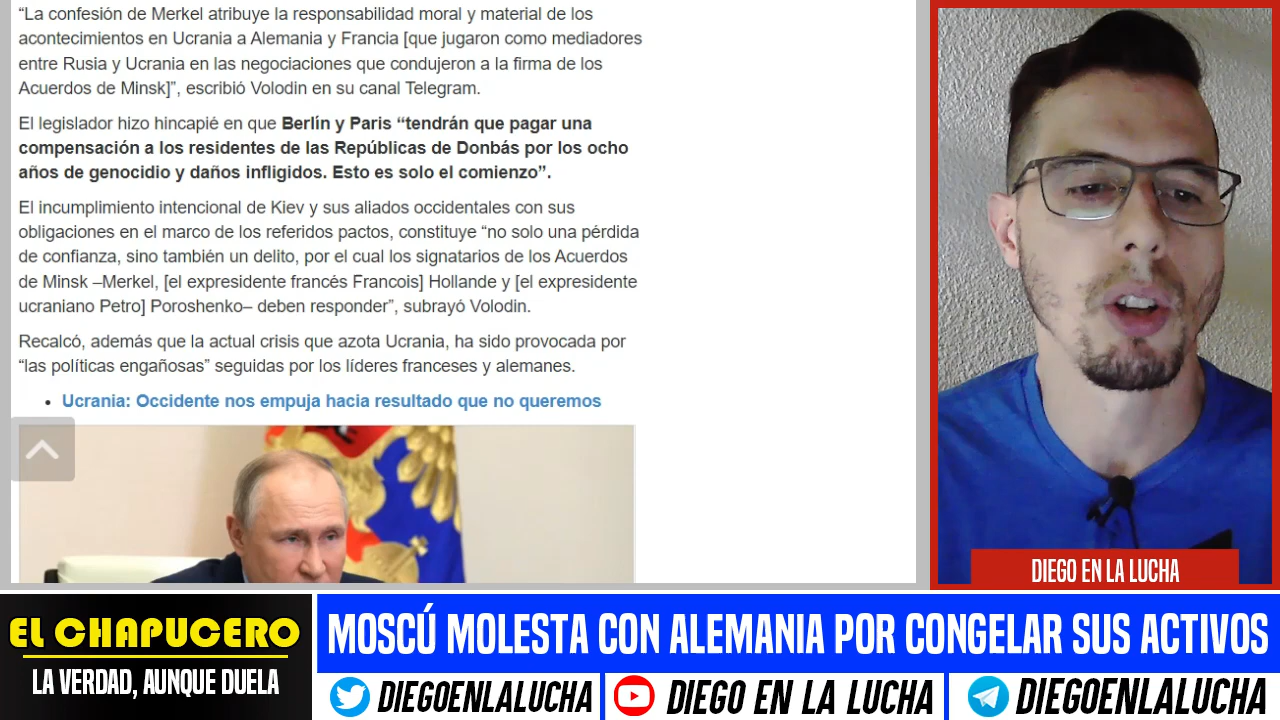 “La confesión de Merkel atribuye la responsabilidad moral y material de los
acontecimientos en Ucrania a Alemania y Francia [que jugaron como mediadores
entre Rusia y Ucrania en las negociaciones que condujeron a la firma de los
Acuerdos de Minsk]”, escribió Volodin en su canal Telegram.
El legislador hizo hincapié en que Berlín y Paris “tendrán que pagar una
compensación a los residentes de las Repúblicas de Donbás por los ocho
años de genocidio y daños infligidos. Esto es solo el comienzo”.
El incumplimiento intencional de Kiev y sus aliados occidentales con sus
obligaciones en el marco de los referidos pactos, constituye “no solo una pérdida
de confianza, sino también un delito, por el cual los signatarios de los Acuerdos
de Minsk –Merkel, [el expresidente francés Francois] Hollande y [el expresidente
ucraniano Petro] Poroshenko– deben responder”, subrayó Volodin.
Recalcó, además que la actual crisis que azota Ucrania, ha sido provocada por
“las políticas engañosas” seguidas por los líderes franceses y alemanes.
• Ucrania: Occidente nos empuja hacia resultado que no queremos
DIEGO EN LA LUCHA
EL CHAPUCERO
LA VERDAD, AUNQUE DUELA
MOSCÚ MOLESTA CON ALEMANIA POR CONGELAR SUS ACTIVOS
DIEGOENLALUCHA
DIEGO EN LA LUCHA
DIEGOENLALUCHA